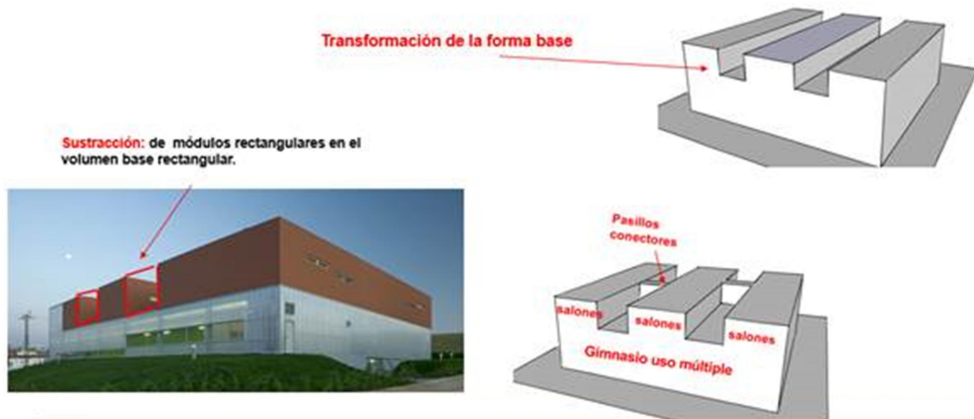 Transformación de la forma base
Sustracción: de módulos rectangulares en el
volumen base rectangular.
Pasillos
conectores
salones
salones
salones
Gimnasio uso múltiple